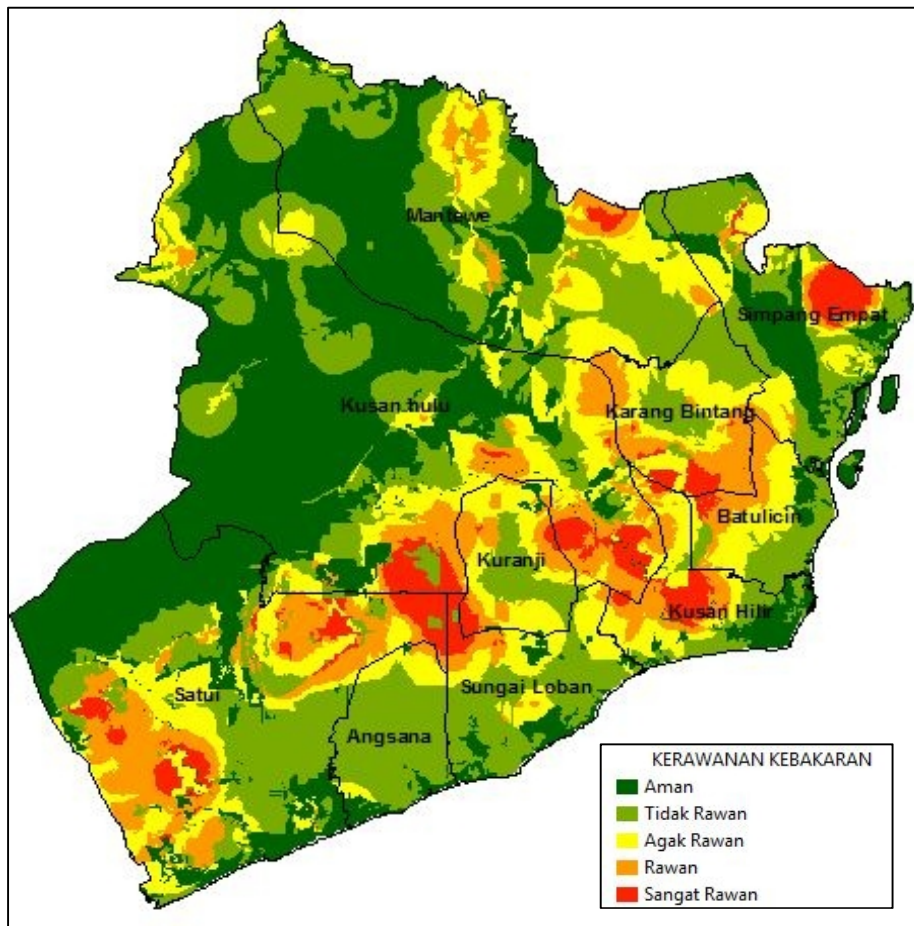 Mantewe
Simpang Empat
Kusan hulu
Karang Bintang
Batulicin
Kuranji
Kusan Hilir
Satui
Sungai Loban
Angsana
KERAWANAN KEBAKARAN
Aman
Tidak Rawan
Agak Rawan
Rawan
Sangat Rawan